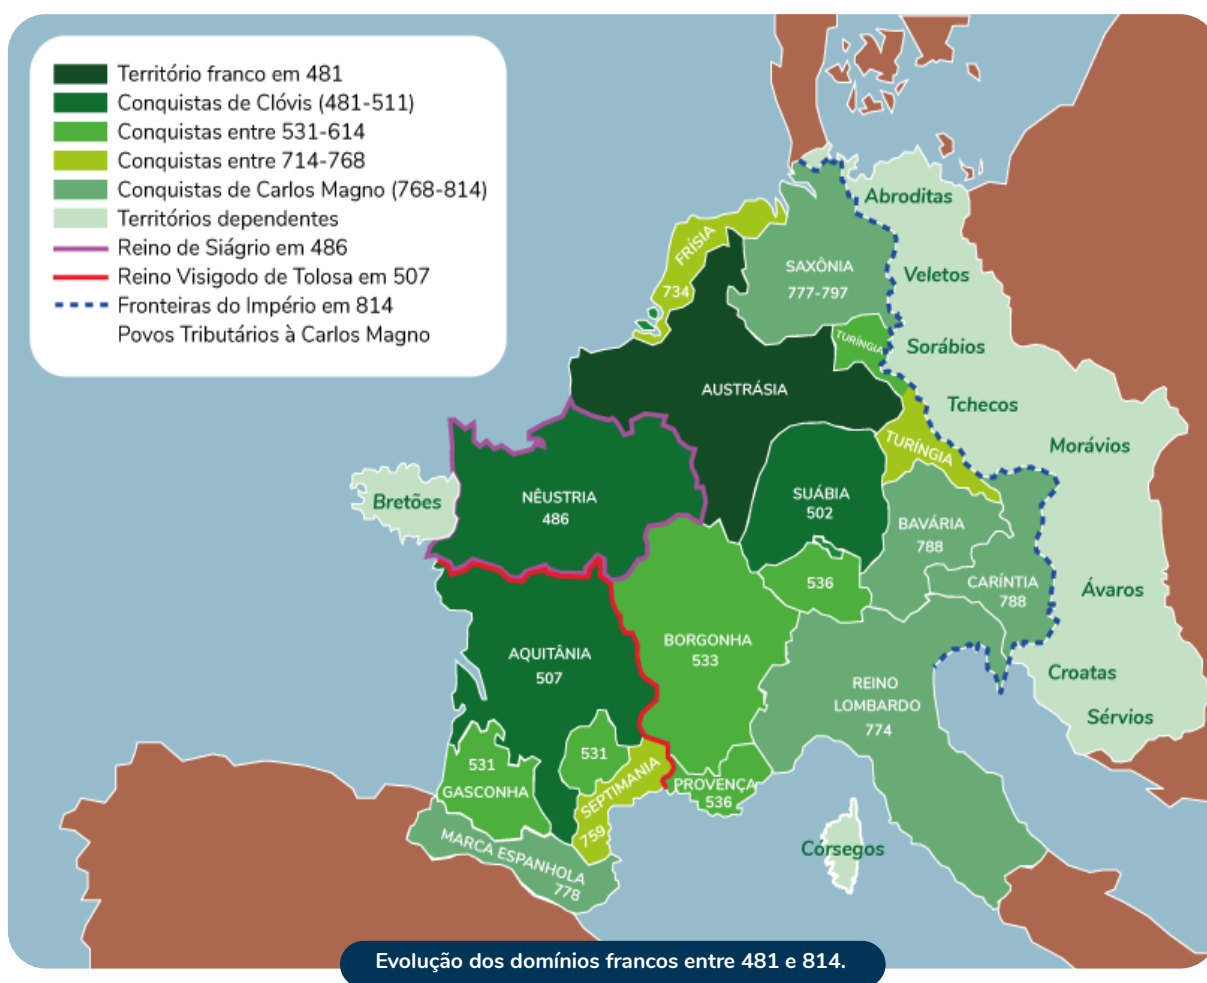 Território franco em 481
Conquistas de Clóvis (481-511)
Conquistas entre 531-614
Conquistas entre 714-768
Conquistas de Carlos Magno (768-814)
Territórios dependentes
Reino de Siágrio em 486
Reino Visigodo de Tolosa em 507
Fronteiras do Império em 814
Povos Tributários à Carlos Magno
Abroditas
FRÍSIA
734
SAXÔNIA
777-797
Veletos
TURÍNGIA
Sorábios
AUSTRÁSIA
Tchecos
TURÍNGIA
Morávios
Bretões
NÊUSTRIA
486
SUÁBIA
502
BAVÁRIA
788
536
CARÍNTIA
788
Ávaros
BORGONHA
533
AQUITÂNIA
507
REINO
LOMBARDO
774
Croatas
Sérvios
531
GASCONHA
531
SEPTIMANIA
759
PROVENÇA
536
MARCA ESPANHOLA
778
Córsegos
Evolução dos domínios francos entre 481 e 814.